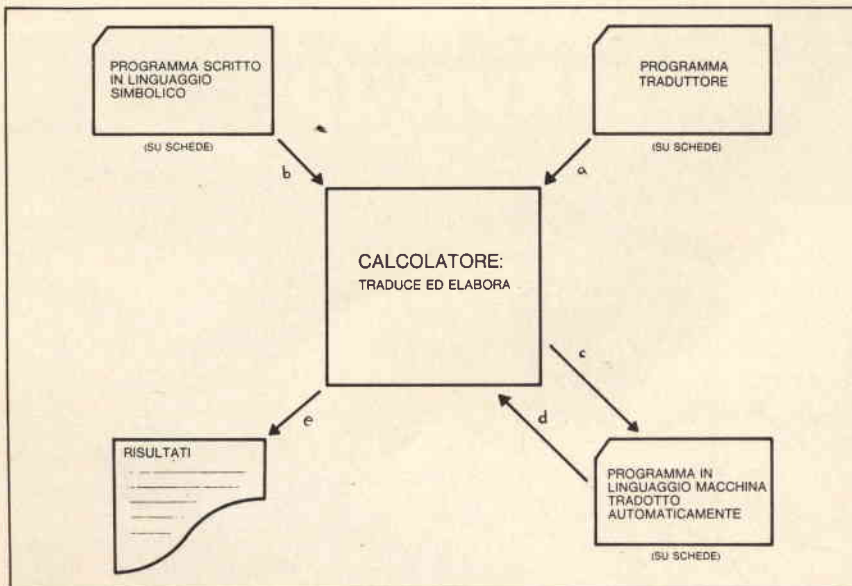 PROGRAMMA SCRITTO
IN LINGUAGGIO
SIMBOLICO
(SU SCHEDE)
PROGRAMMA
TRADUTTORE
(SU SCHEDE)
b
a
CALCOLATORE:
TRADUCE ED ELABORA
c
d
e
RISULTATI
PROGRAMMA IN
LINGUAGGIO MACCHINA
TRADOTTO
AUTOMATICAMENTE
(SU SCHEDE)